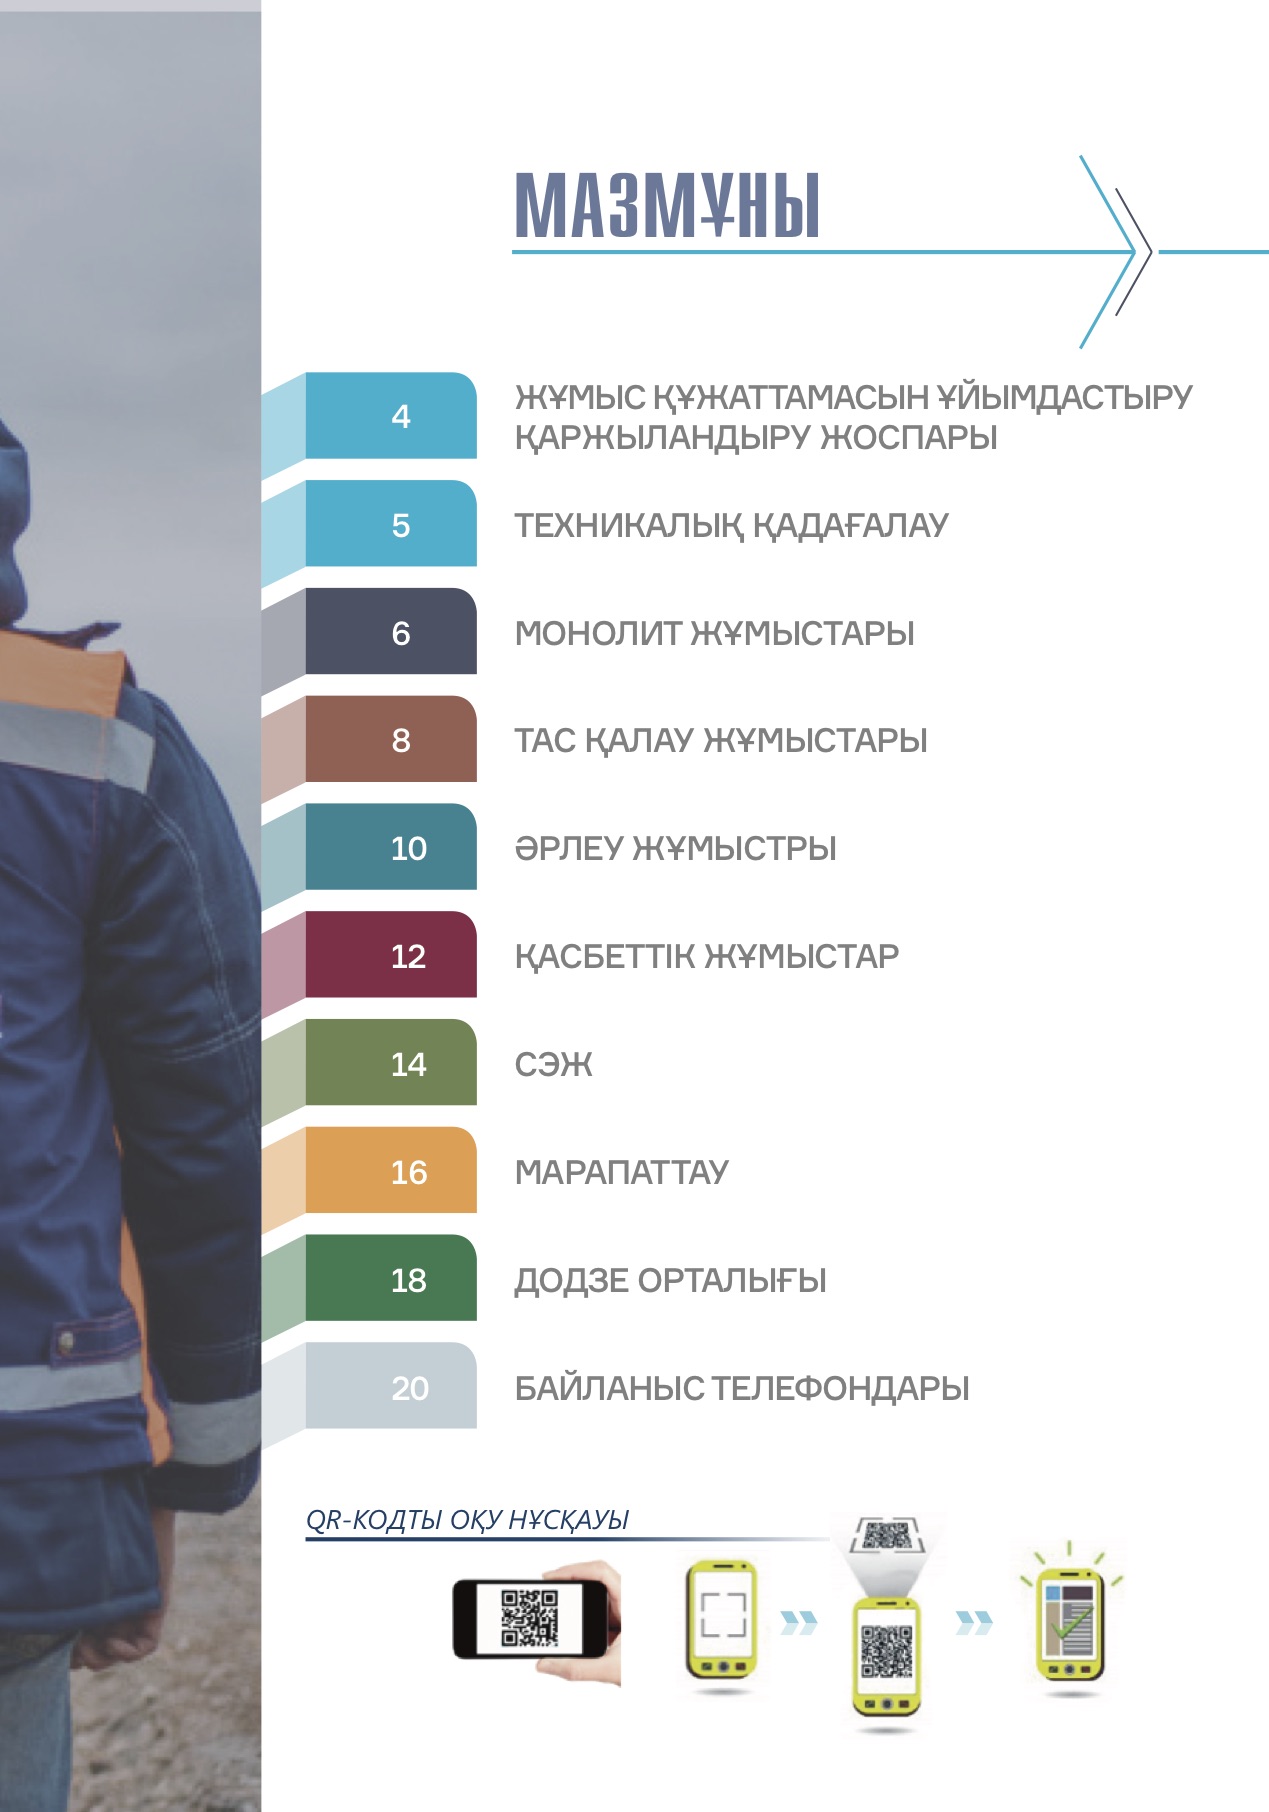 МАЗМҰНЫ
4 ЖҰМЫС ҚҰЖАТТАМАСЫН ҰЙЫМДАСТЫРУ
ҚАРЖЫЛАНДЫРУ ЖОСПАРЫ
5 ТЕХНИКАЛЫҚ ҚАДАҒАЛАУ
6 МОНОЛИТ ЖҰМЫСТАРЫ
8 ТАС ҚАЛАУ ЖҰМЫСТАРЫ
10 ӘРЛЕУ ЖҰМЫСТРЫ
12 ҚАСБЕТТІК ЖҰМЫСТАР
14 СЭЖ
16 МАРАПАТТАУ
18 ДОДЗЕ ОРТАЛЫҒЫ
20 БАЙЛАНЫС ТЕЛЕФОНДАРЫ
QR-КОДТЫ ОҚУ НҰСҚАУЫ